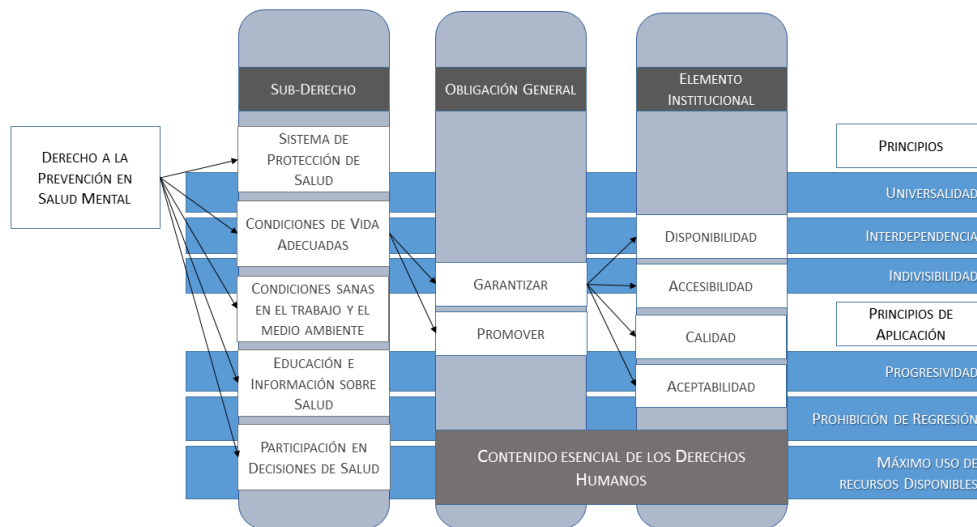 Derecho a la
Prevención en
Salud Mental
Sub-Derecho
Sistema de
Protección de
Salud
Condiciones de Vida
Adecuadas
Condiciones sanas
en el trabajo y el
medio ambiente
Educación e
Información sobre
Salud
Participación en
Decisiones de Salud
Obligación General
Garantizar
Promover
Elemento
Institucional
Disponibilidad
Accesibilidad
Calidad
Aceptabilidad
Contenido esencial de los Derechos
Humanos
Principios
Universalidad
Interdependencia
Indivisibilidad
Principios de
Aplicación
Progresividad
Prohibición de Regresión
Máximo uso de
recursos Disponibles